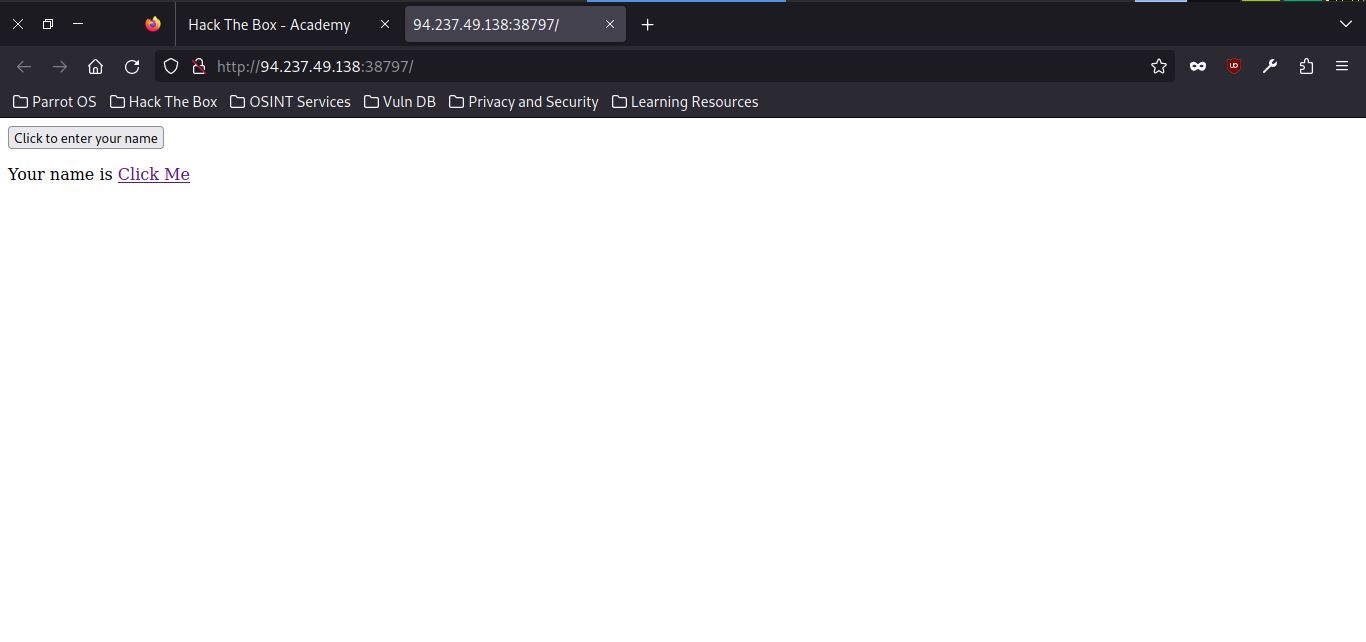 Hack The Box - Academy
94.237.49.138:38797/
http://94.237.49.138:38797/
Parrot OS Hack The Box OSINT Services Vuln DB Privacy and Security Learning Resources
Click to enter your name
Your name is Click Me